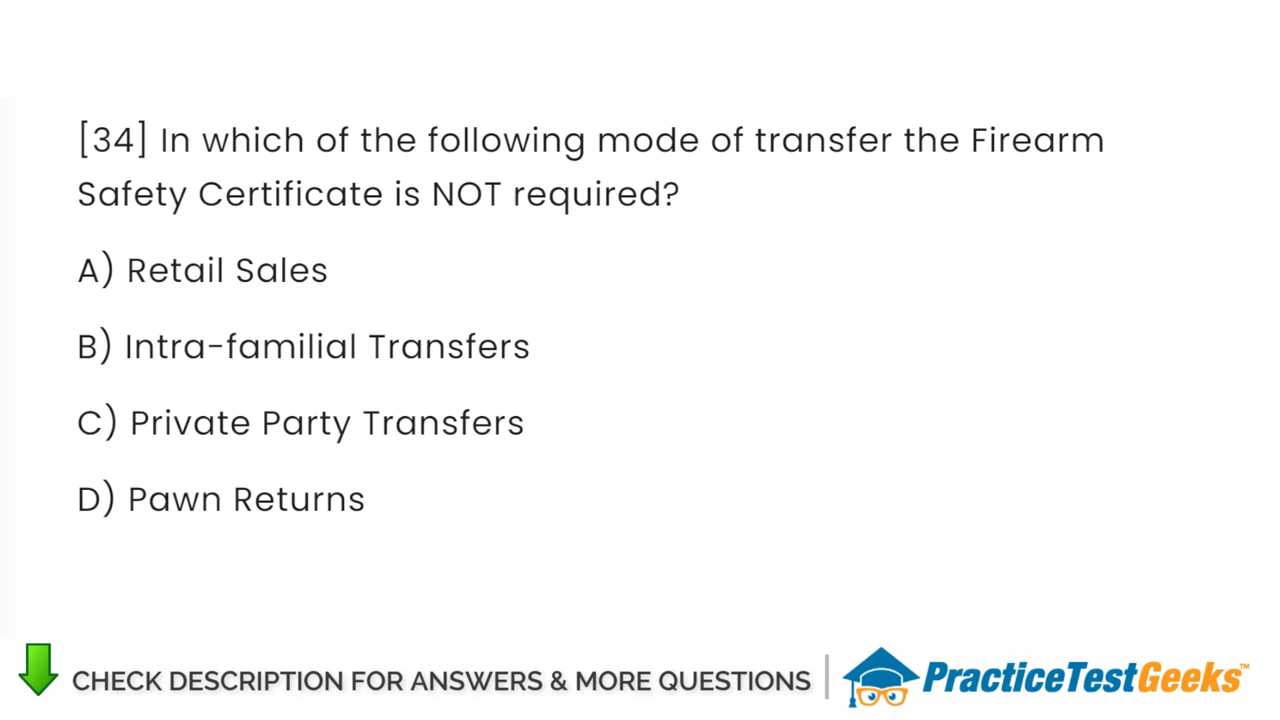 [34] In which of the following mode of transfer the Firearm
Safety Certificate is NOT required?
A) Retail Sales
B) Intra-familial Transfers
C) Private Party Transfers
D) Pawn Returns
CHECK DESCRIPTION FOR ANSWERS & MORE QUESTIONS
PracticeTestGeeks™